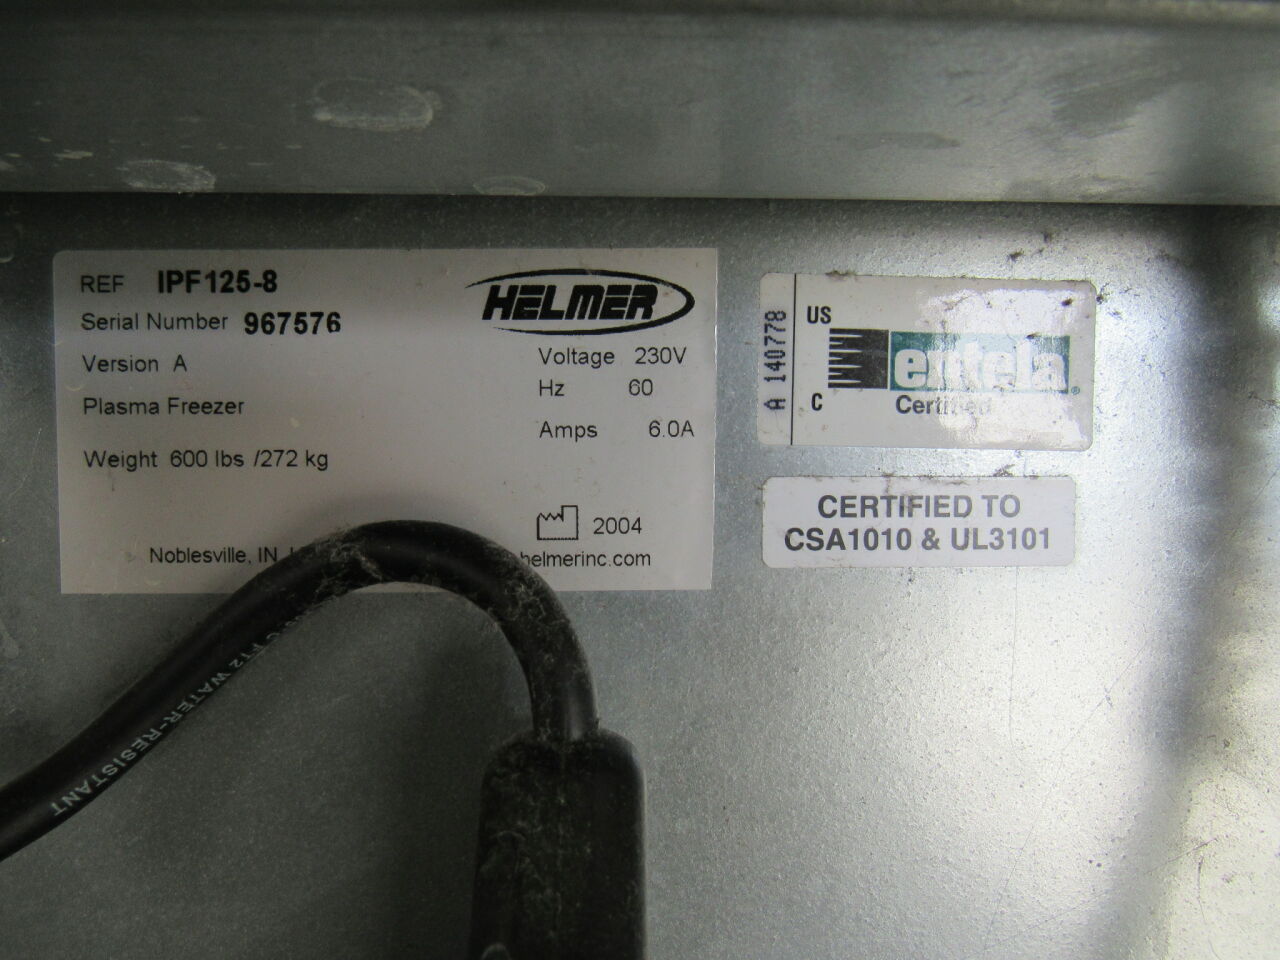 REF IPF125-8
HELMER
Serial Number 967576
Version A
Voltage 230V
Hz 60
Plasma Freezer
Amps 6.0A
Weight 600 lbs /272 kg
2004
Noblesville, IN
helmerinc.com
A 140778
US
entela®
C
Certified
CERTIFIED TO
CSA1010 & UL3101
WATER-RESISTANT